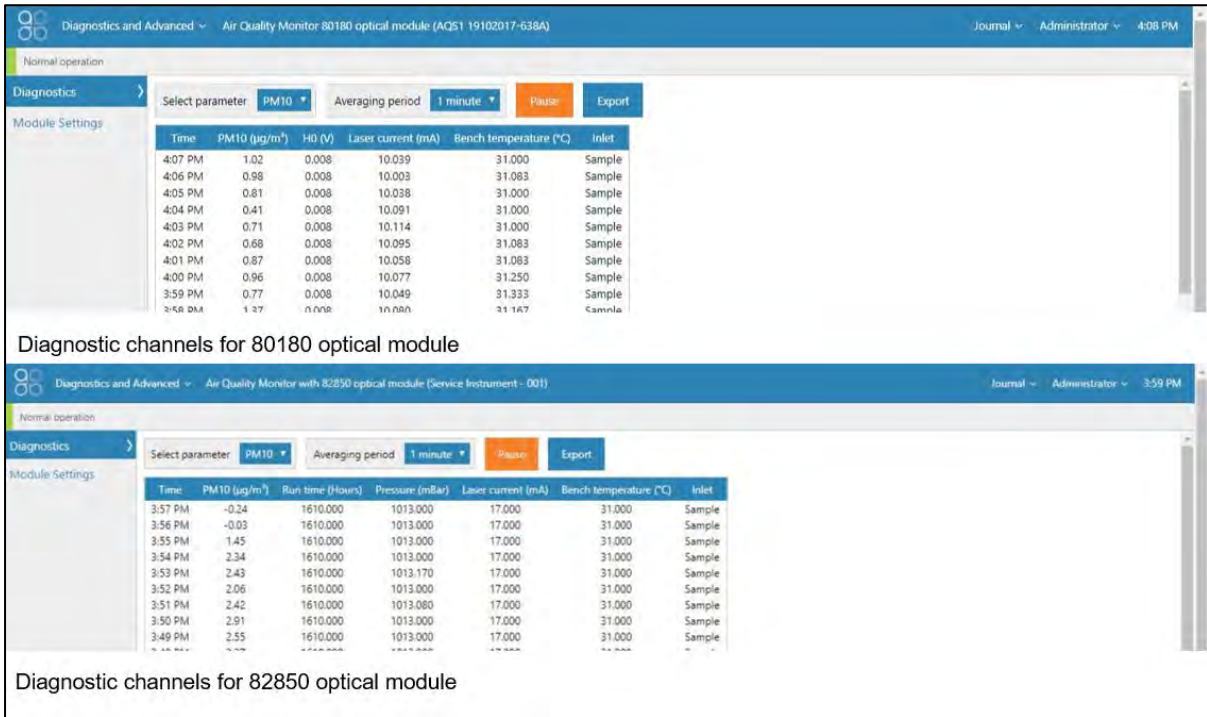 Diagnostics and Advanced Air Quality Monitor 80180 optical module (AQS1 19102017-638A) Journal Administrator 4:08 PM
Normal operation
Diagnostics Select parameter PM10 Averaging period 1 minute Pause Export
Module Settings
Time PM10 (µg/m³) H0 (V) Laser current (mA) Bench temperature (°C) Inlet
4:07 PM 1.02 0.008 10.039 31.000 Sample
4:06 PM 0.98 0.008 10.003 31.083 Sample
4:05 PM 0.81 0.008 10.038 31.000 Sample
4:04 PM 0.41 0.008 10.091 31.000 Sample
4:03 PM 0.71 0.008 10.114 31.000 Sample
4:02 PM 0.68 0.008 10.095 31.083 Sample
4:01 PM 0.87 0.008 10.058 31.083 Sample
4:00 PM 0.96 0.008 10.077 31.250 Sample
3:59 PM 0.77 0.008 10.049 31.333 Sample
3:58 PM 1.37 0.008 10.080 31.167 Sample
Diagnostic channels for 80180 optical module
Diagnostics and Advanced Air Quality Monitor with 82850 optical module (Service Instrument - 001) Journal Administrator 3:59 PM
Normal operation
Diagnostics Select parameter PM10 Averaging period 1 minute Pause Export
Module Settings
Time PM10 (µg/m³) Run time (Hours) Pressure (mBar) Laser current (mA) Bench temperature (°C) Inlet
3:57 PM -0.24 1610.000 1013.000 17.000 31.000 Sample
3:56 PM -0.03 1610.000 1013.000 17.000 31.000 Sample
3:55 PM 1.45 1610.000 1013.000 17.000 31.000 Sample
3:54 PM 2.34 1610.000 1013.000 17.000 31.000 Sample
3:53 PM 2.43 1610.000 1013.170 17.000 31.000 Sample
3:52 PM 2.06 1610.000 1013.000 17.000 31.000 Sample
3:51 PM 2.42 1610.000 1013.080 17.000 31.000 Sample
3:50 PM 2.91 1610.000 1013.000 17.000 31.000 Sample
3:49 PM 2.55 1610.000 1013.000 17.000 31.000 Sample
Diagnostic channels for 82850 optical module